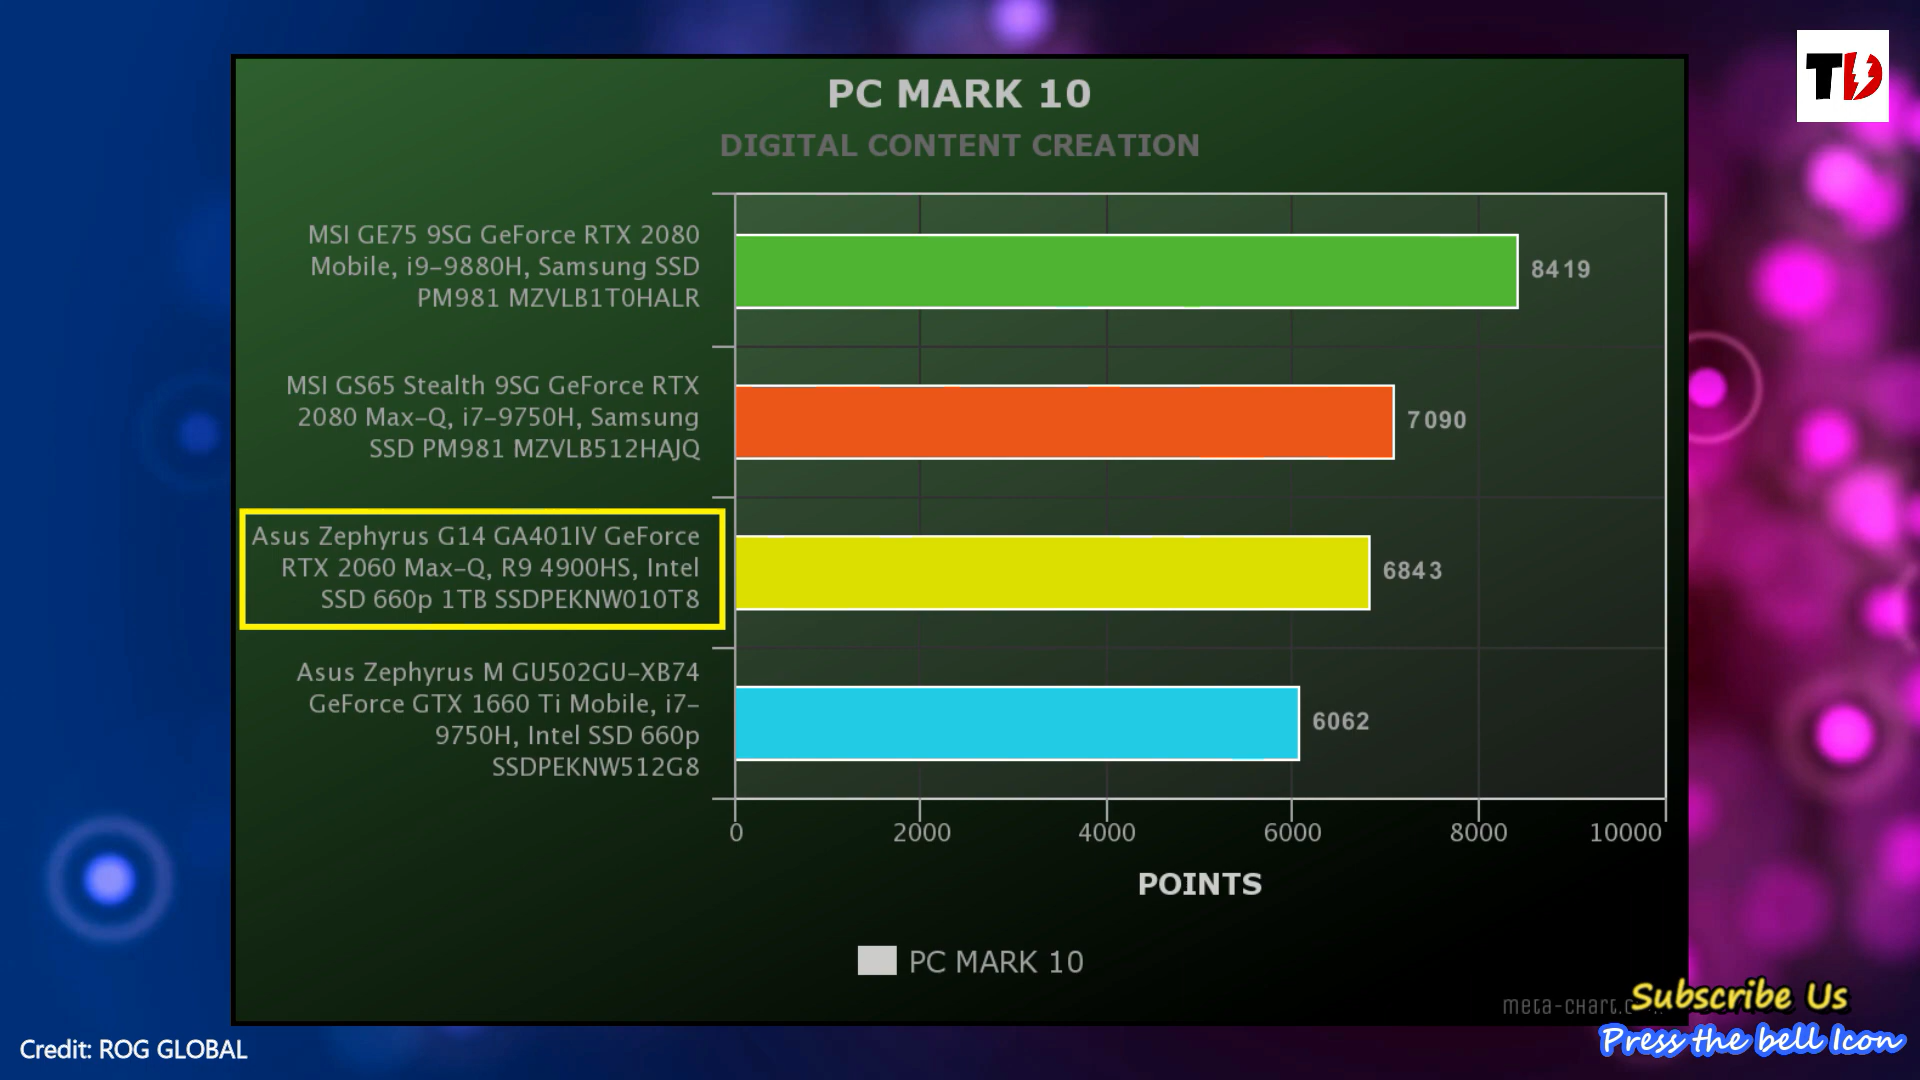 PC MARK 10
DIGITAL CONTENT CREATION
TD
MSI GE75 9SG GeForce RTX 2080
Mobile, i9-9880H, Samsung SSD
PM981 MZVLB1T0HALR
8419
MSI GS65 Stealth 9SG GeForce RTX
2080 Max-Q, i7-9750H, Samsung
SSD PM981 MZVLB512HAJQ
7090
Asus Zephyrus G14 GA401IV GeForce
RTX 2060 Max-Q, R9 4900HS, Intel
SSD 660p 1TB SSDPEKNW010T8
6843
Asus Zephyrus M GU502GU-XB74
GeForce GTX 1660 Ti Mobile, i7-
9750H, Intel SSD 660p
SSDPEKNW512G8
6062
0 2000 4000 6000 8000 10000
POINTS
PC MARK 10
meta-chart.
Subscribe Us
Press the bell Icon
Credit: ROG GLOBAL